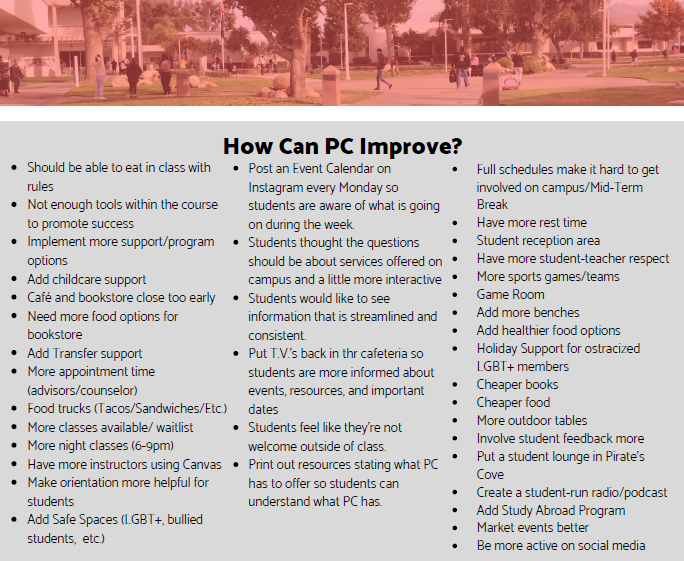 How Can PC Improve?
• Should be able to eat in class with
rules
• Not enough tools within the course
to promote success
• Implement more support/program
options
• Add childcare support
• Café and bookstore close too early
• Need more food options for
bookstore
• Add Transfer support
• More appointment time
(advisors/counselor)
• Food trucks (Tacos/Sandwiches/Etc.)
• More classes available/ waitlist
• More night classes (6-9pm)
• Have more instructors using Canvas
• Make orientation more helpful for
students
• Add Safe Spaces (LGBT+, bullied
students, etc.)
• Post an Event Calendar on
Instagram every Monday so
students are aware of what is going
on during the week.
• Students thought the questions
should be about services offered on
campus and a little more interactive
• Students would like to see
information that is streamlined and
consistent.
• Put T.V.'s back in thr cafeteria so
students are more informed about
events, resources, and important
dates
• Students feel like they're not
welcome outside of class.
• Print out resources stating what PC
has to offer so students can
understand what PC has.
• Full schedules make it hard to get
involved on campus/Mid-Term
Break
• Have more rest time
• Student reception area
• Have more student-teacher respect
• More sports games/teams
• Game Room
• Add more benches
• Add healthier food options
• Holiday Support for ostracized
LGBT+ members
• Cheaper books
• Cheaper food
• More outdoor tables
• Involve student feedback more
• Put a student lounge in Pirate's
Cove
• Create a student-run radio/podcast
• Add Study Abroad Program
• Market events better
• Be more active on social media